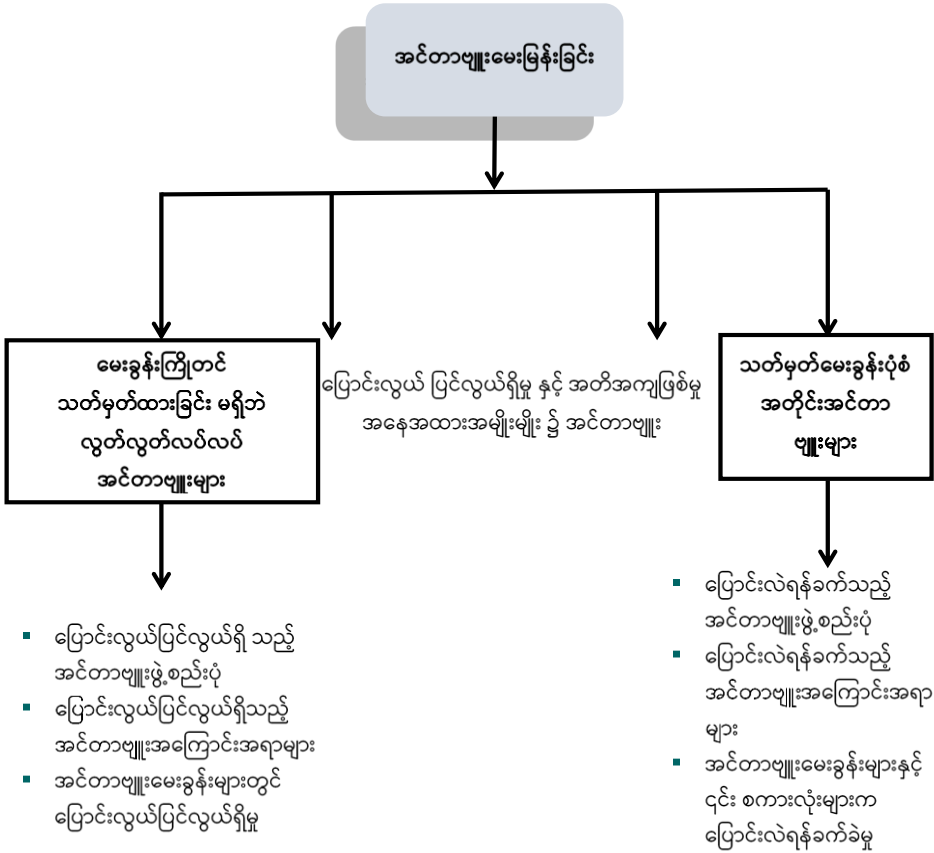 အင်တာဗျူးမေးမြန်းခြင်း
မေးခွန်းကြိုတင်
သတ်မှတ်ထားခြင်း မရှိဘဲ
လွတ်လွတ်လပ်လပ်
အင်တာဗျူးများ
ပြောင်းလွယ် ပြင်လွယ်ရှိမှု နှင့် အတိအကျဖြစ်မှု
အနေအထားအမျိုးမျိုး ၌ အင်တာဗျူး
သတ်မှတ်မေးခွန်းပုံစံ
အတိုင်းအင်တာ
ဗျူးများ
▪ ပြောင်းလွယ်ပြင်လွယ်ရှိ သည့်
အင်တာဗျူးဖွဲ့စည်းပုံ
▪ ပြောင်းလွယ်ပြင်လွယ်ရှိသည့်
အင်တာဗျူးအကြောင်းအရာများ
▪ အင်တာဗျူးမေးခွန်းများတွင်
ပြောင်းလွယ်ပြင်လွယ်ရှိမှု
▪ ပြောင်းလဲရန်ခက်သည့်
အင်တာဗျူးဖွဲ့စည်းပုံ
▪ ပြောင်းလဲရန်ခက်သည့်
အင်တာဗျူးအကြောင်းအရာ
များ
▪ အင်တာဗျူးမေးခွန်းများနှင့်
၎င်း စကားလုံးများက
ပြောင်းလဲရန်ခက်ခဲမှု